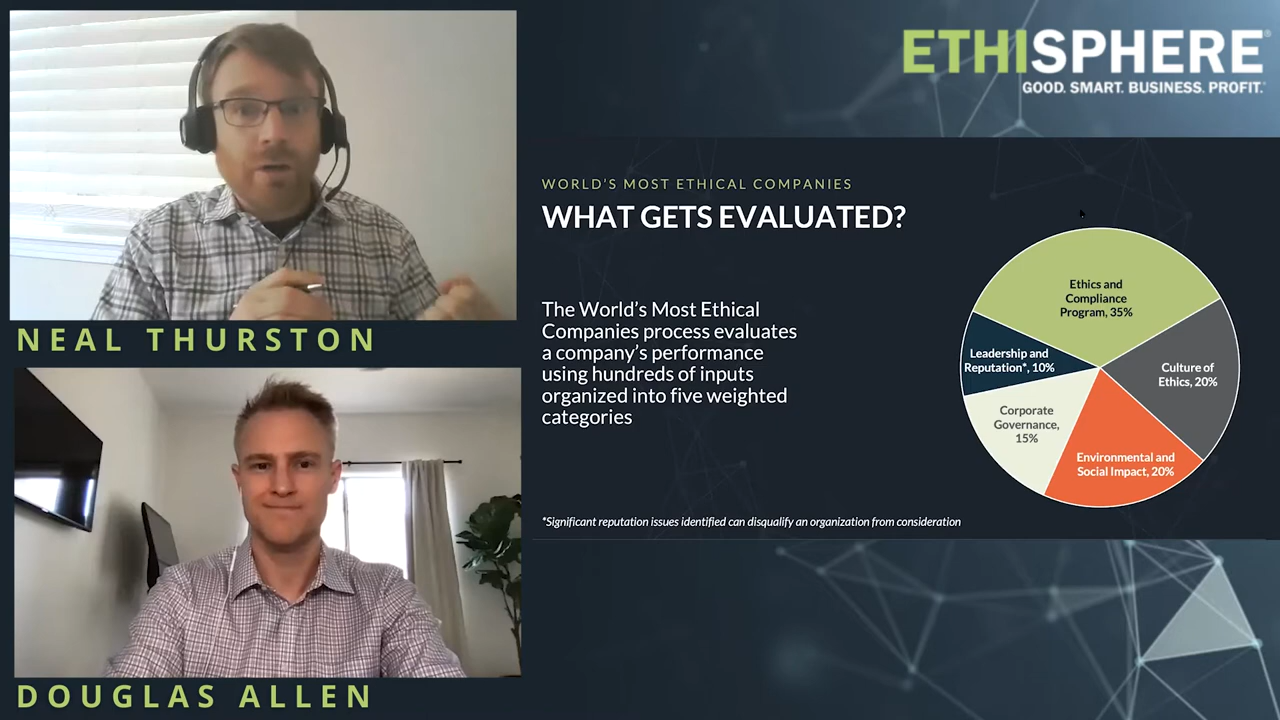 NEAL THURSTON
DOUGLAS ALLEN
ETHISPHERE®
GOOD. SMART. BUSINESS. PROFIT.®
WORLD'S MOST ETHICAL COMPANIES
WHAT GETS EVALUATED?
The World's Most Ethical
Companies process evaluates
a company's performance
using hundreds of inputs
organized into five weighted
categories
Ethics and
Compliance
Program, 35%
Culture of
Ethics, 20%
Environmental and
Social Impact, 20%
Corporate
Governance,
15%
Leadership and
Reputation*, 10%
*Significant reputation issues identified can disqualify an organization from consideration